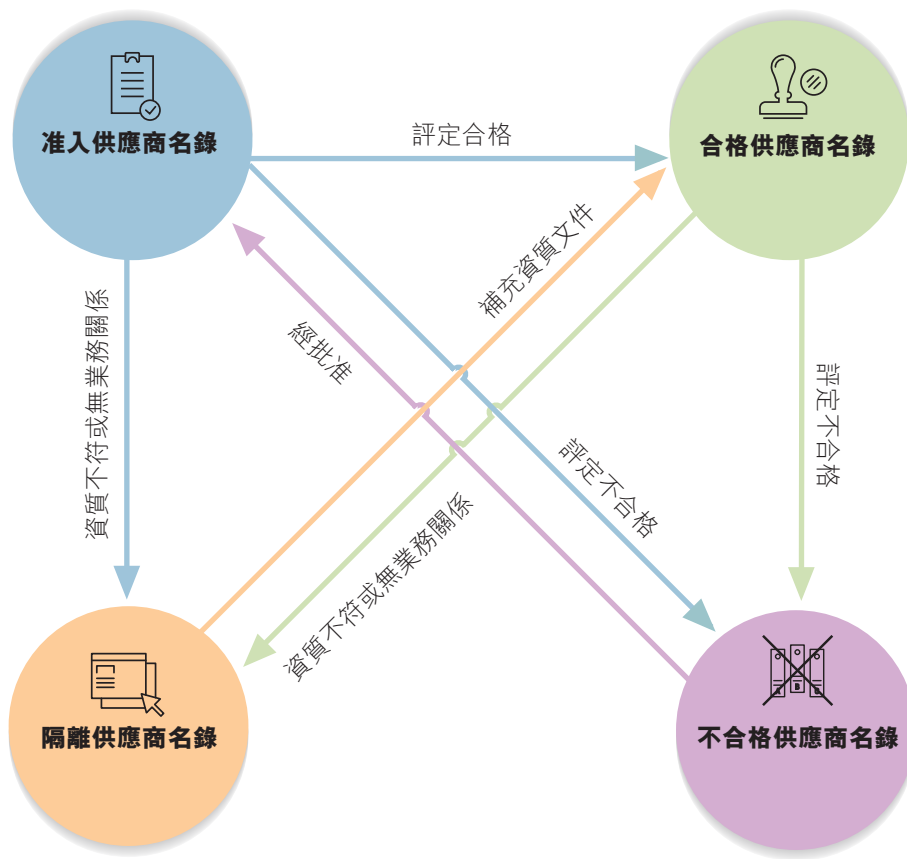 准入供應商名錄
合格供應商名錄
評定合格
補充資質文件
經批准
資質不符或無業務關係
評定不合格
評定不合格
資質不符或無業務關係
隔離供應商名錄
不合格供應商名錄